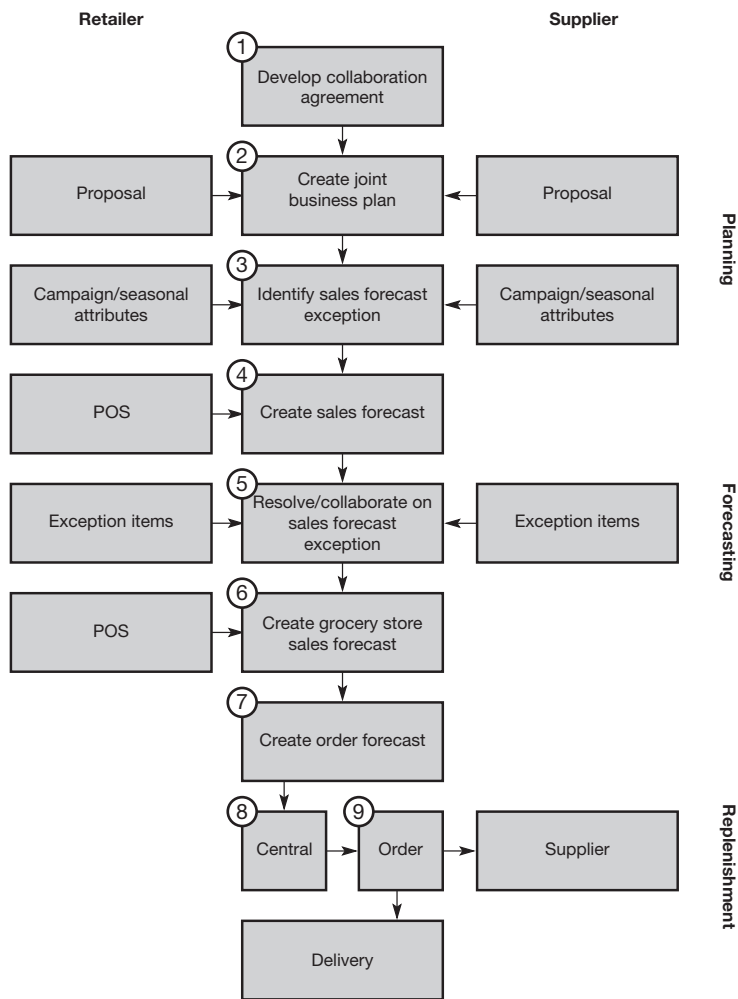 Retailer
Supplier
1
Develop collaboration
agreement
2
Proposal
Create joint
business plan
Proposal
Planning
3
Campaign/seasonal
attributes
Identify sales forecast
exception
Campaign/seasonal
attributes
4
POS
Create sales forecast
5
Exception items
Resolve/collaborate on
sales forecast
exception
Exception items
Forecasting
6
POS
Create grocery store
sales forecast
7
Create order forecast
8
Central
9
Order
Supplier
Replenishment
Delivery